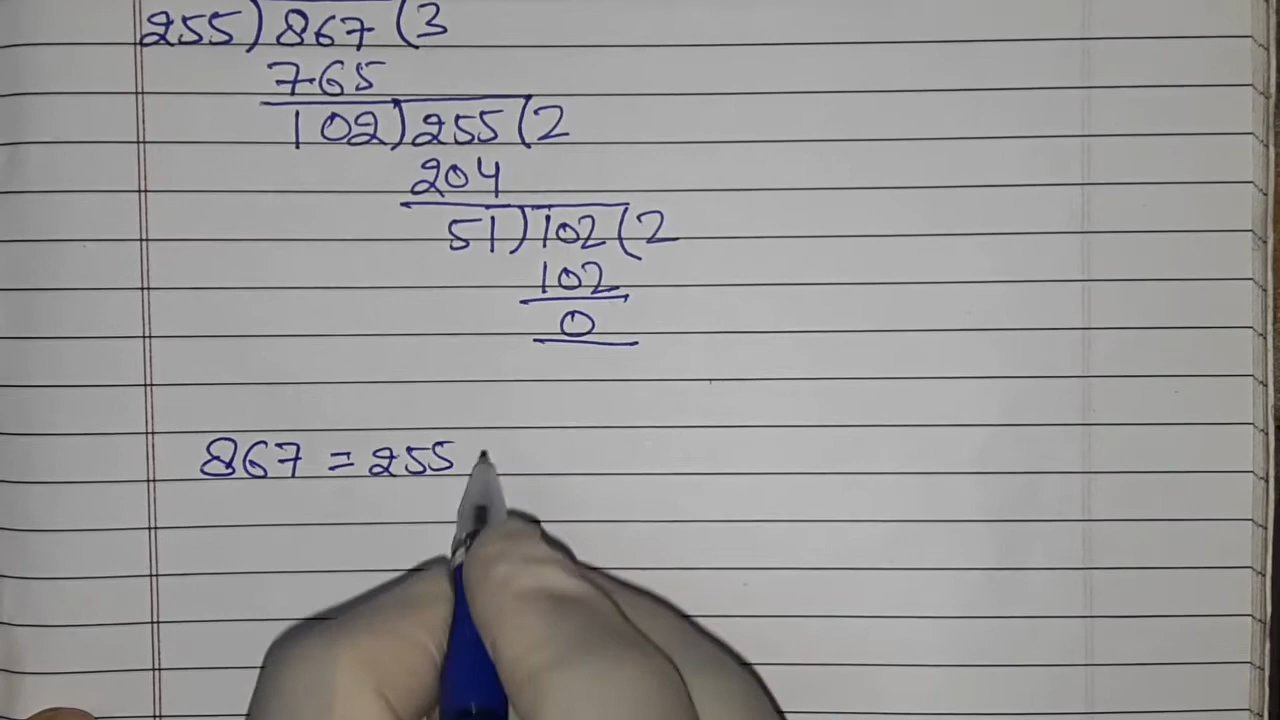 255) 867 (3
765
102) 255 (2
204
51) 102 (2
102
0
867 = 255